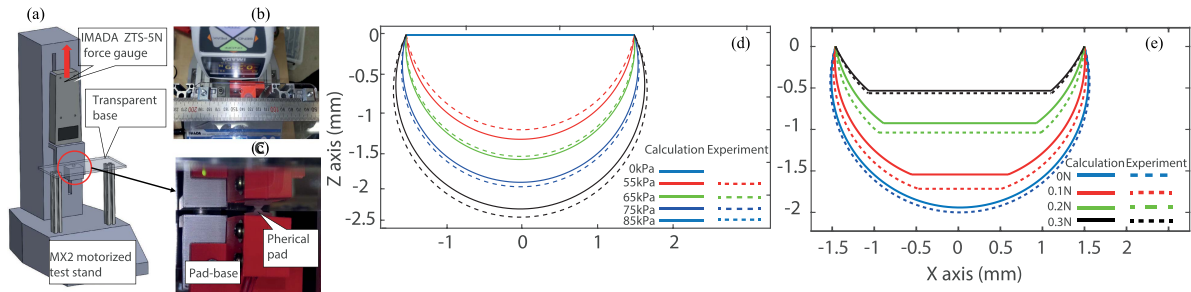 (a)
IMADA ZTS-5N
force gauge
Transparent
base
MX2 motorized
test stand
(b)
(C)
Pherical
pad
Pad-base
(d)
0
-0.5
-1
-1.5
-2
-2.5
Z axis (mm)
-1 0 1 2
Calculation Experiment
0kPa
55kPa
65kPa
75kPa
85kPa
(e)
0
-0.5
-1
-1.5
-2
-1.5 -1 -0.5 0 0.5 1 1.5 2 2.5
X axis (mm)
Calculation Experiment
0N
0.1N
0.2N
0.3N